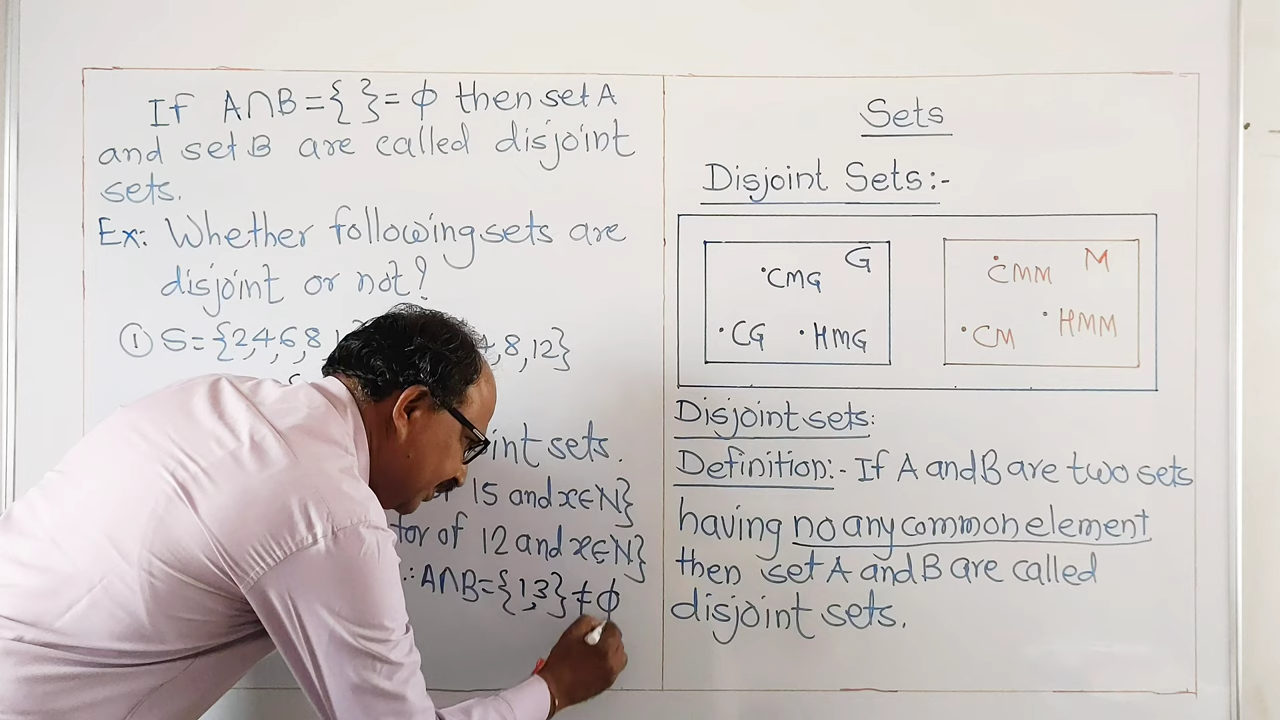 If A∩B={ }=ϕ then set A
and set B are called disjoint
sets.
Ex: Whether following sets are
disjoint or not?
① S={2,4,6,8, ,8,12}
int sets.
15 and x∈N}
tor of 12 and x∈N}
∵A∩B={1,3}≠ϕ
Sets
Disjoint Sets:-
G
•CMG
•CG •HMG
M
•CMM
•CM •HMM
Disjoint sets:
Definition:- If A and B are two sets
having no any common element
then set A and B are called
disjoint sets.